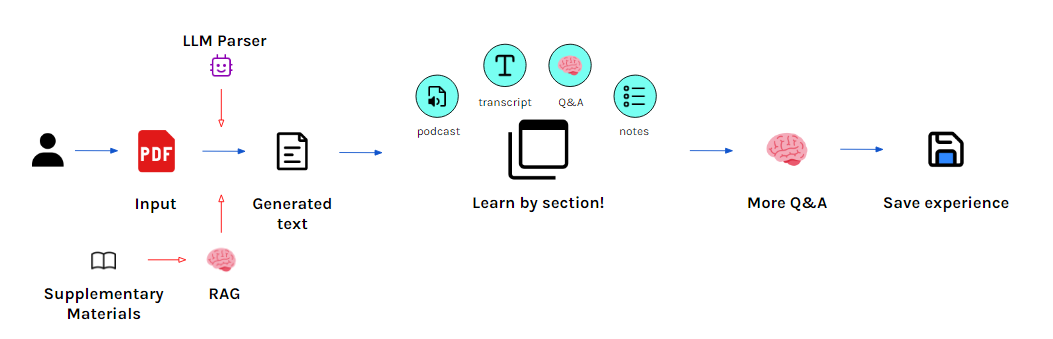 LLM Parser
podcast
transcript
Q&A
notes
PDF
Input
Generated
text
Learn by section!
More Q&A
Save experience
Supplementary
Materials
RAG